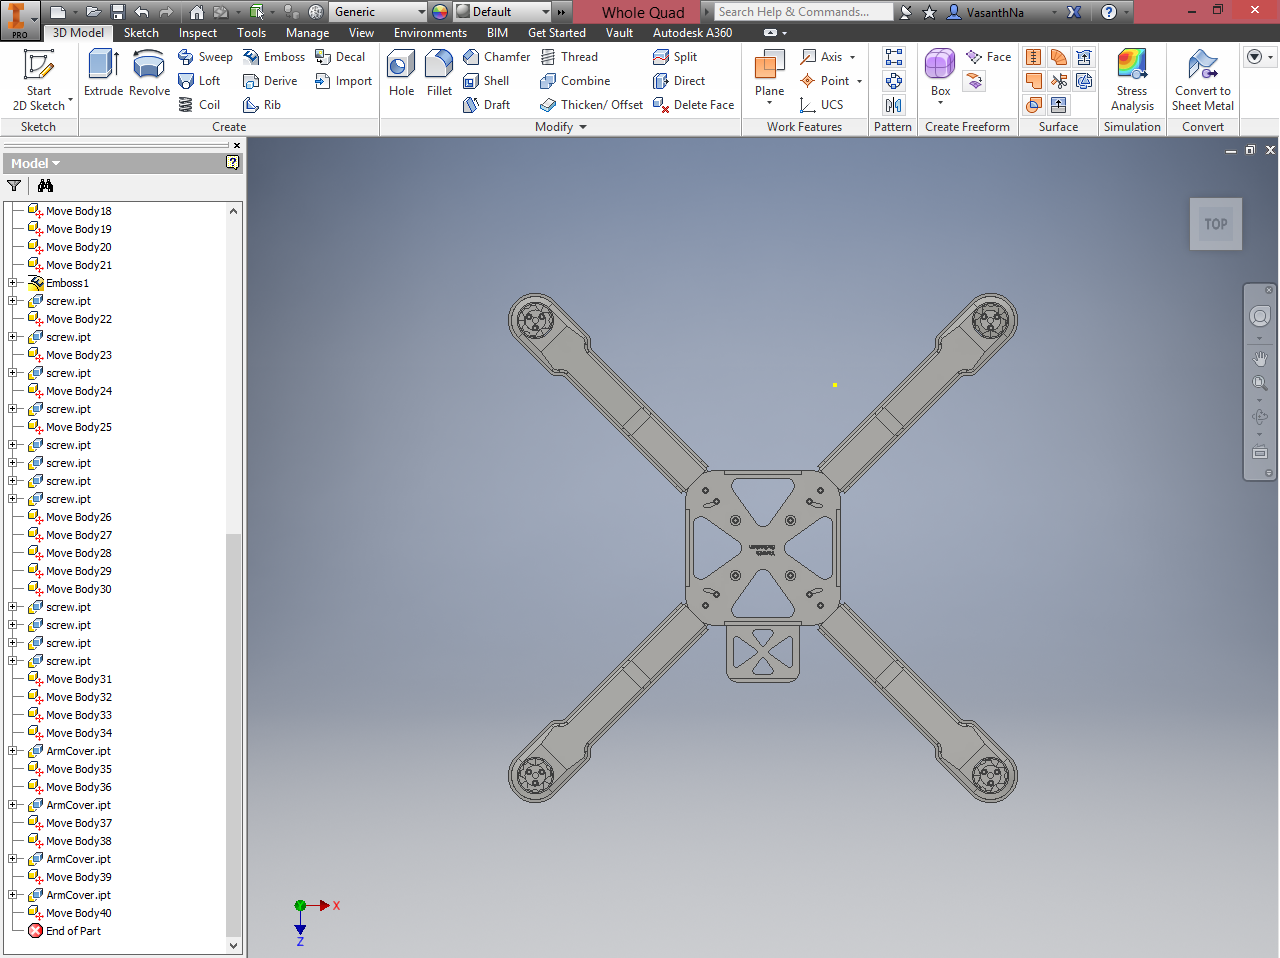 PRO
Generic
Default
Whole Quad
Search Help & Commands...
VasanthNa
3D Model Sketch Inspect Tools Manage View Environments BIM Get Started Vault Autodesk A360
Start
2D Sketch
Extrude
Revolve
Sweep
Loft
Coil
Emboss
Derive
Rib
Decal
Import
Hole
Fillet
Chamfer
Shell
Draft
Thread
Combine
Thicken/ Offset
Split
Direct
Delete Face
Plane
Axis
Point
UCS
Box
Face
Stress
Analysis
Convert to
Sheet Metal
Sketch Create Modify Work Features Pattern Create Freeform Surface Simulation Convert
Model
Move Body18
Move Body19
Move Body20
Move Body21
Emboss1
screw.ipt
Move Body22
screw.ipt
Move Body23
screw.ipt
Move Body24
screw.ipt
Move Body25
screw.ipt
screw.ipt
screw.ipt
screw.ipt
Move Body26
Move Body27
Move Body28
Move Body29
Move Body30
screw.ipt
screw.ipt
screw.ipt
screw.ipt
Move Body31
Move Body32
Move Body33
Move Body34
ArmCover.ipt
Move Body35
Move Body36
ArmCover.ipt
Move Body37
Move Body38
ArmCover.ipt
Move Body39
ArmCover.ipt
Move Body40
End of Part
TOP
X
Y
Z